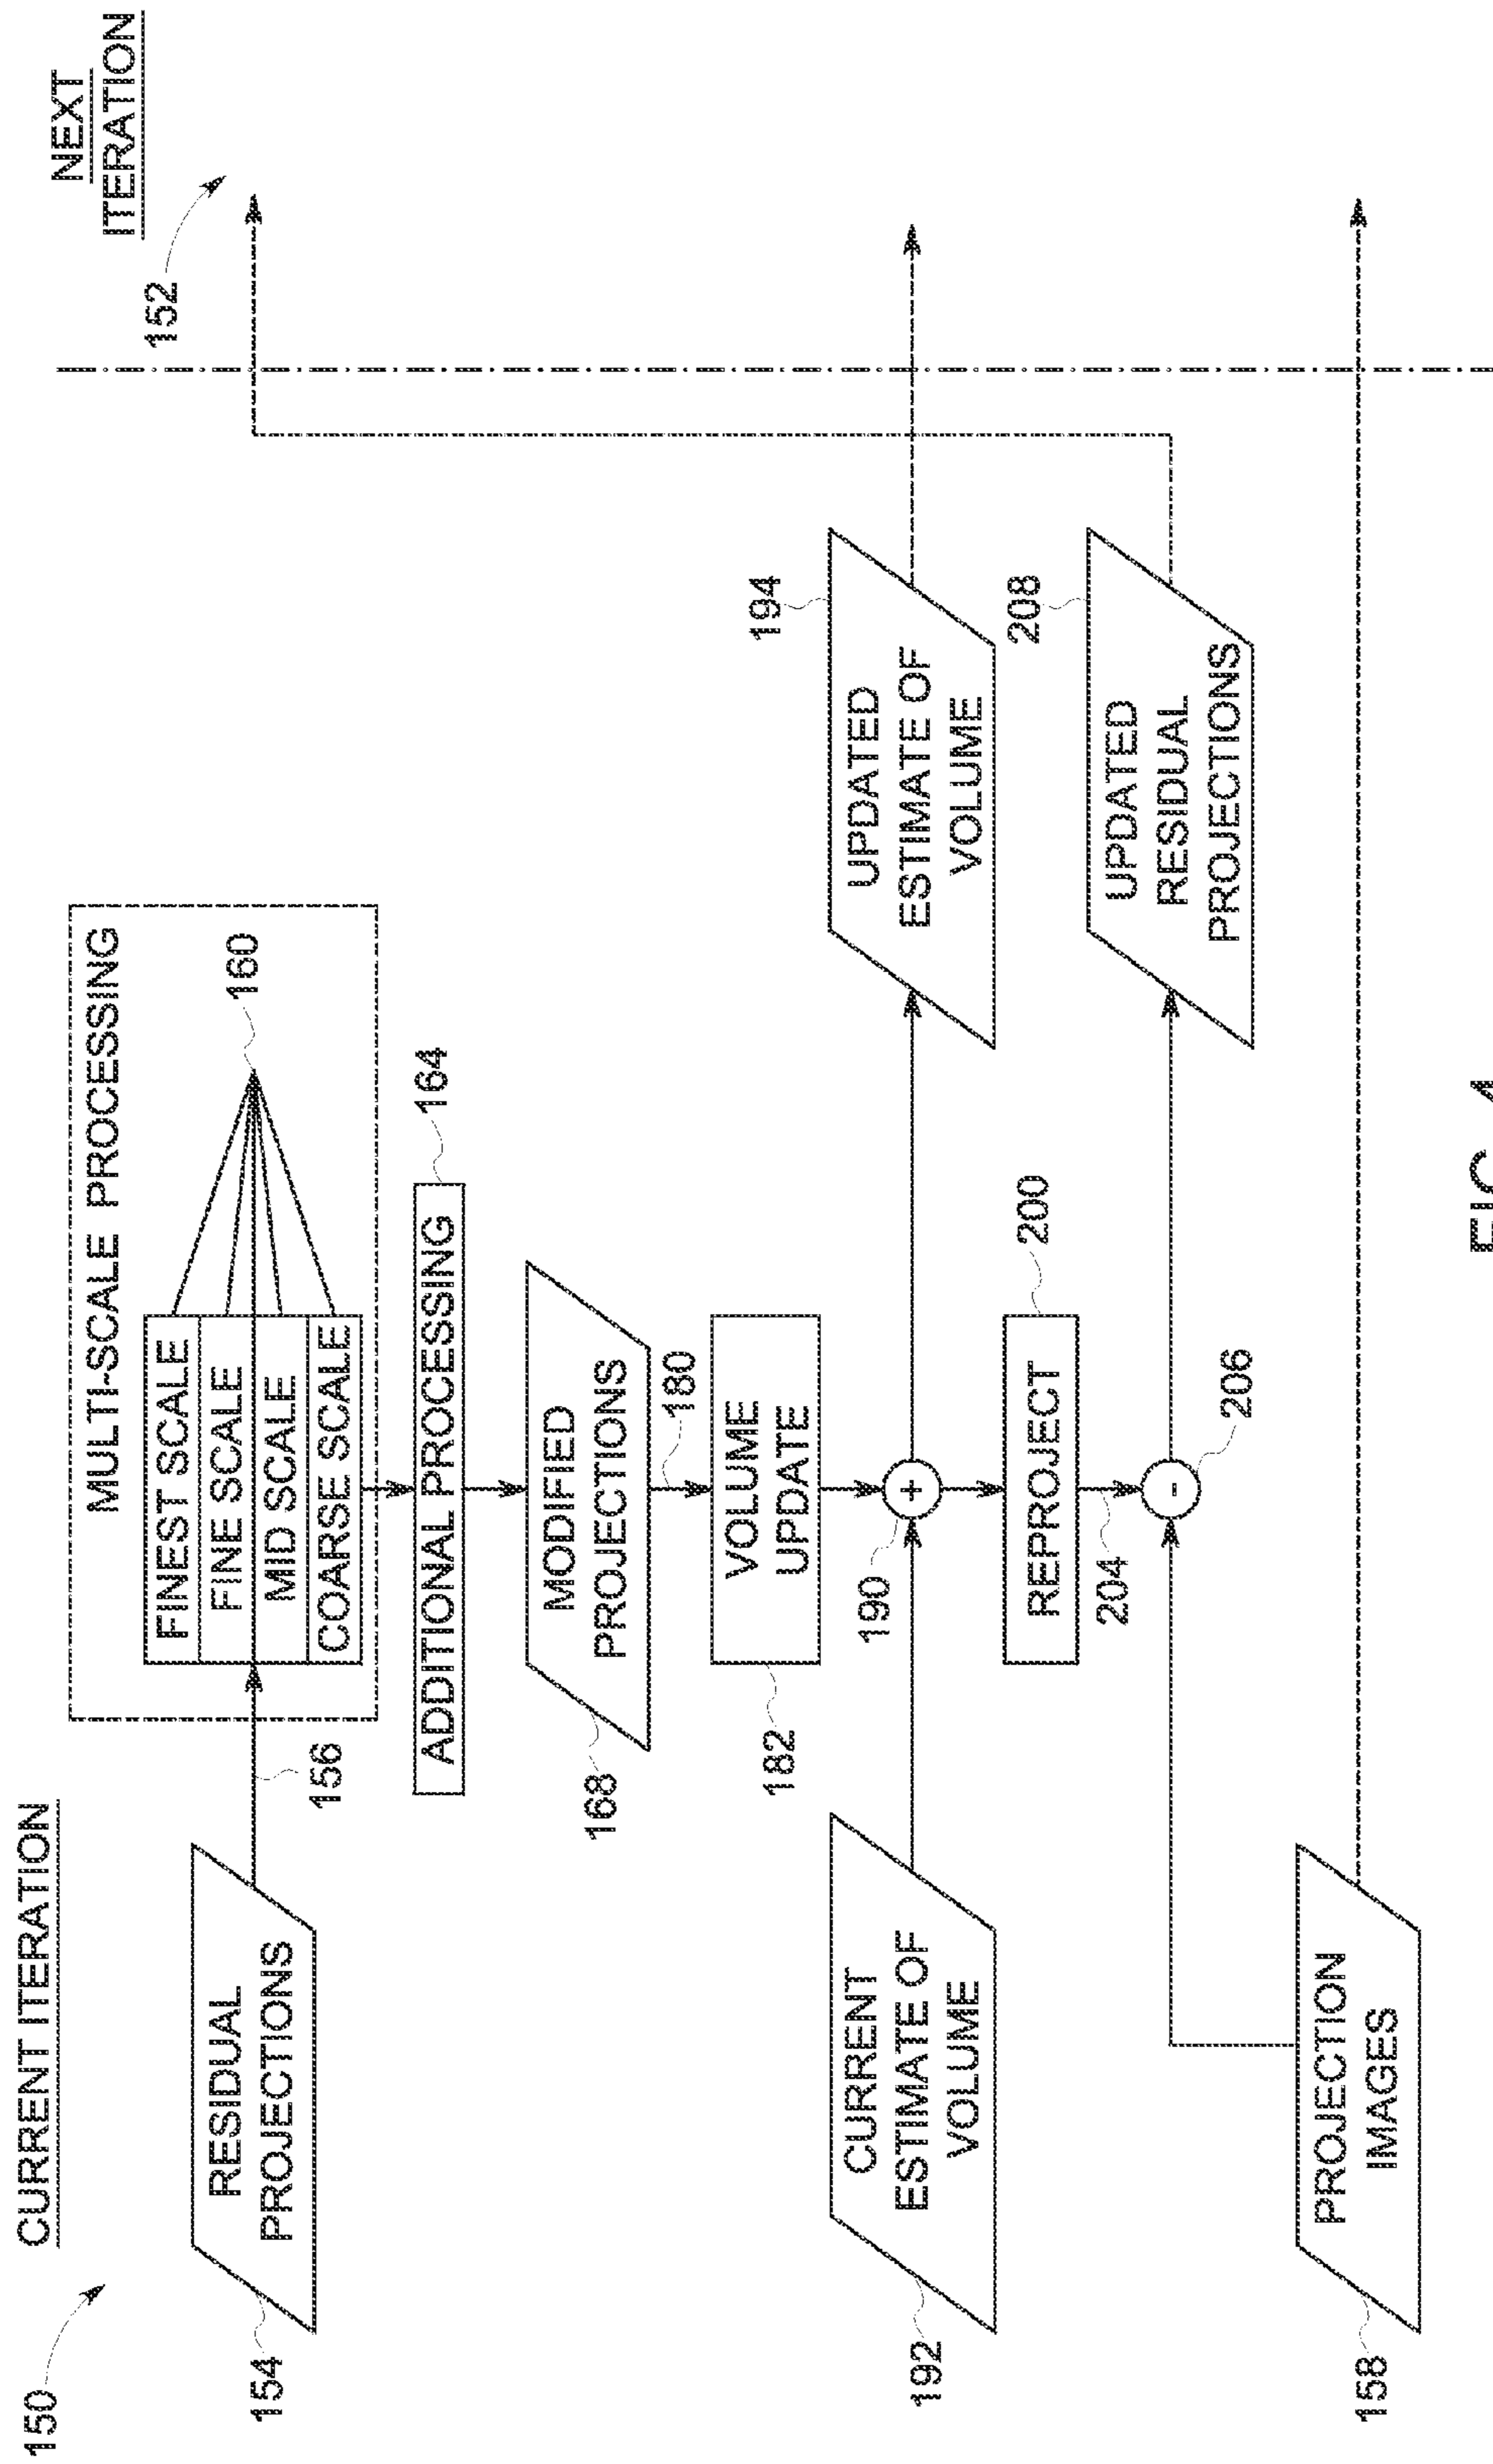 150
CURRENT ITERATION
NEXT
ITERATION
152
MULTI-SCALE PROCESSING
RESIDUAL
PROJECTIONS
154
156
FINEST SCALE
FINE SCALE
MID SCALE
COARSE SCALE
160
ADDITIONAL PROCESSING
164
MODIFIED
PROJECTIONS
168
180
VOLUME
UPDATE
182
CURRENT
ESTIMATE OF
VOLUME
192
190
+
UPDATED
ESTIMATE OF
VOLUME
194
REPROJECT
200
204
-
206
UPDATED
RESIDUAL
PROJECTIONS
208
PROJECTION
IMAGES
158
FIG. 4